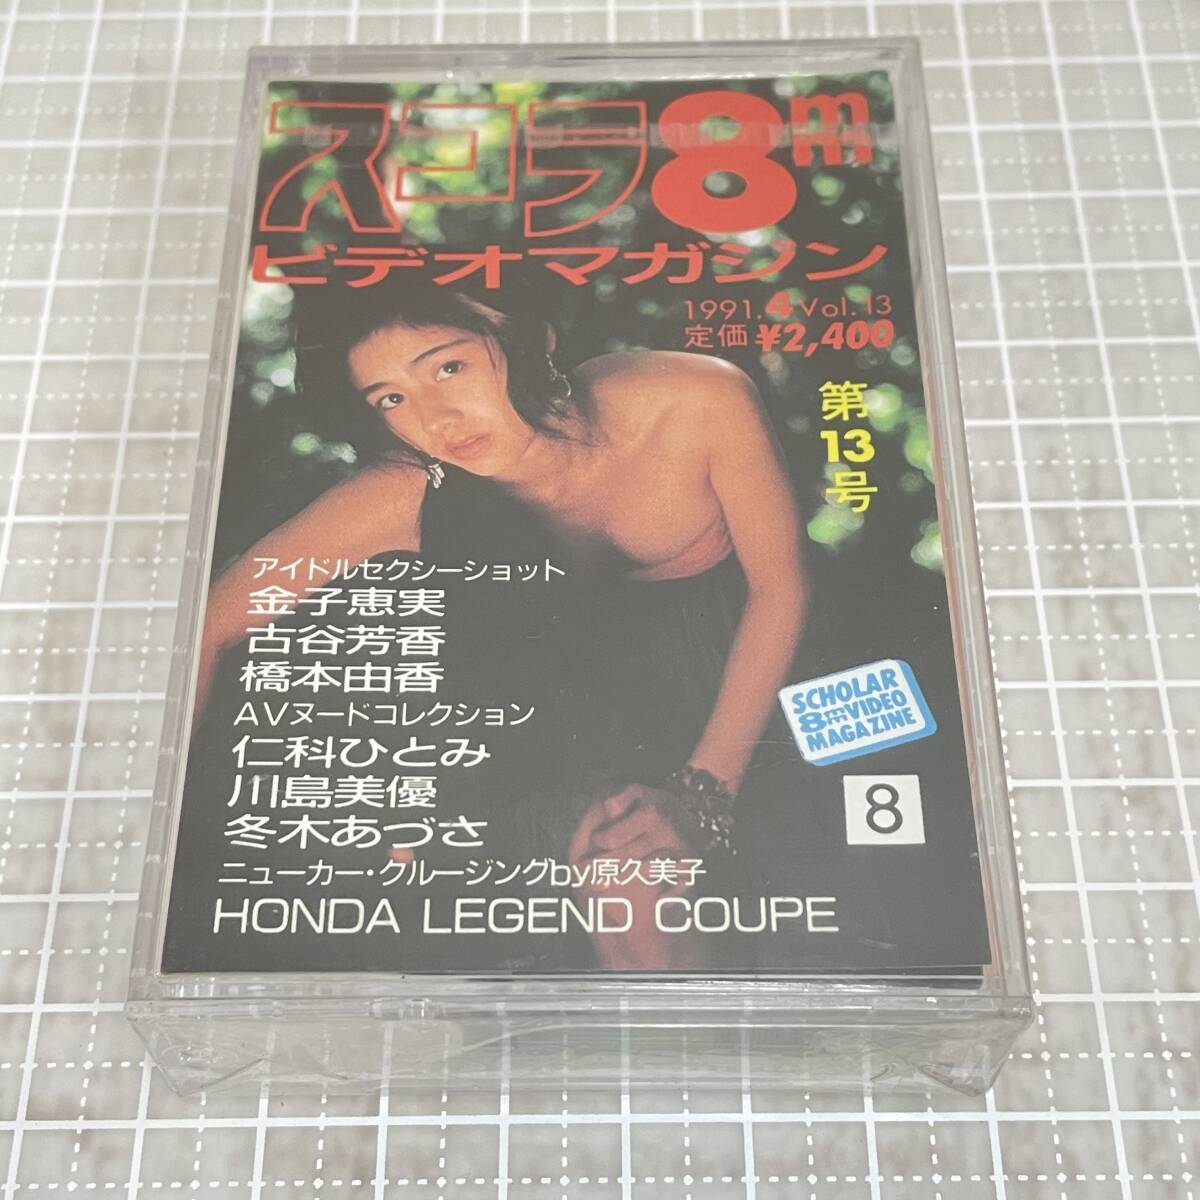 スコラ8mm
ビデオマガジン
1991.4 Vol.13
定価 ¥2,400
第13号
アイドルセクシーショット
金子恵実
古谷芳香
橋本由香
AVヌードコレクション
仁科ひとみ
川島美優
冬木あづさ
ニューカー・クルージングby原久美子
HONDA LEGEND COUPE
SCHOLAR
8mmVIDEO
MAGAZINE
8